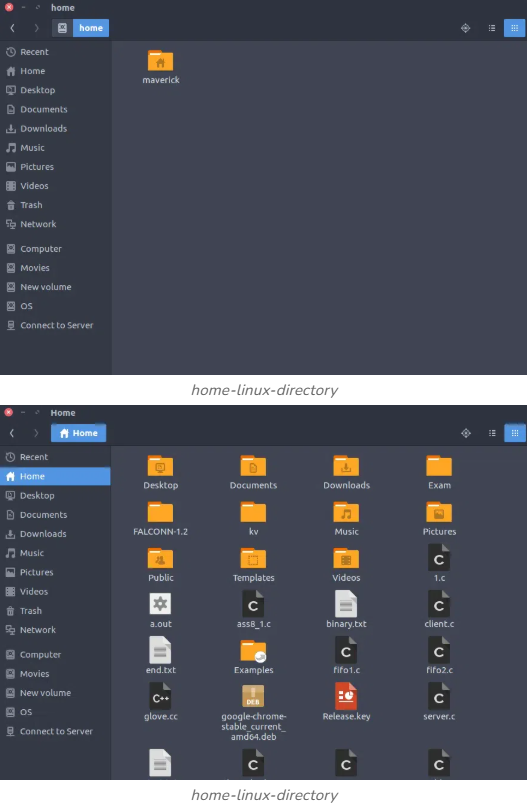 home
home
Recent
Home
Desktop
Documents
Downloads
Music
Pictures
Videos
Trash
Network
Computer
Movies
New volume
OS
Connect to Server
maverick
home-linux-directory
Home
Home
Recent
Home
Desktop
Documents
Downloads
Music
Pictures
Videos
Trash
Network
Computer
Movies
New volume
OS
Connect to Server
Desktop Documents Downloads Exam
FALCONN-1.2 kv Music Pictures
Public Templates Videos 1.c
a.out ass8_1.c binary.txt client.c
end.txt Examples fifo1.c fifo2.c
glove.cc google-chrome-stable_current_amd64.deb Release.key server.c
home-linux-directory